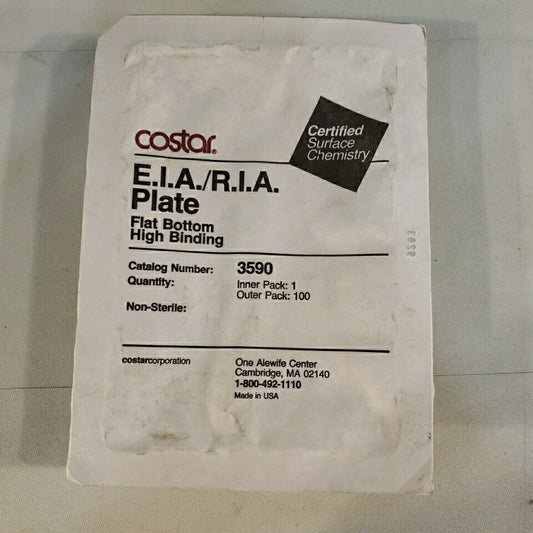 costar®
Certified
Surface
Chemistry
E.I.A./R.I.A.
Plate
Flat Bottom
High Binding
Catalog Number: 3590
Quantity: Inner Pack: 1
Outer Pack: 100
Non-Sterile:
costarcorporation One Alewife Center
Cambridge, MA 02140
1-800-492-1110
Made in USA